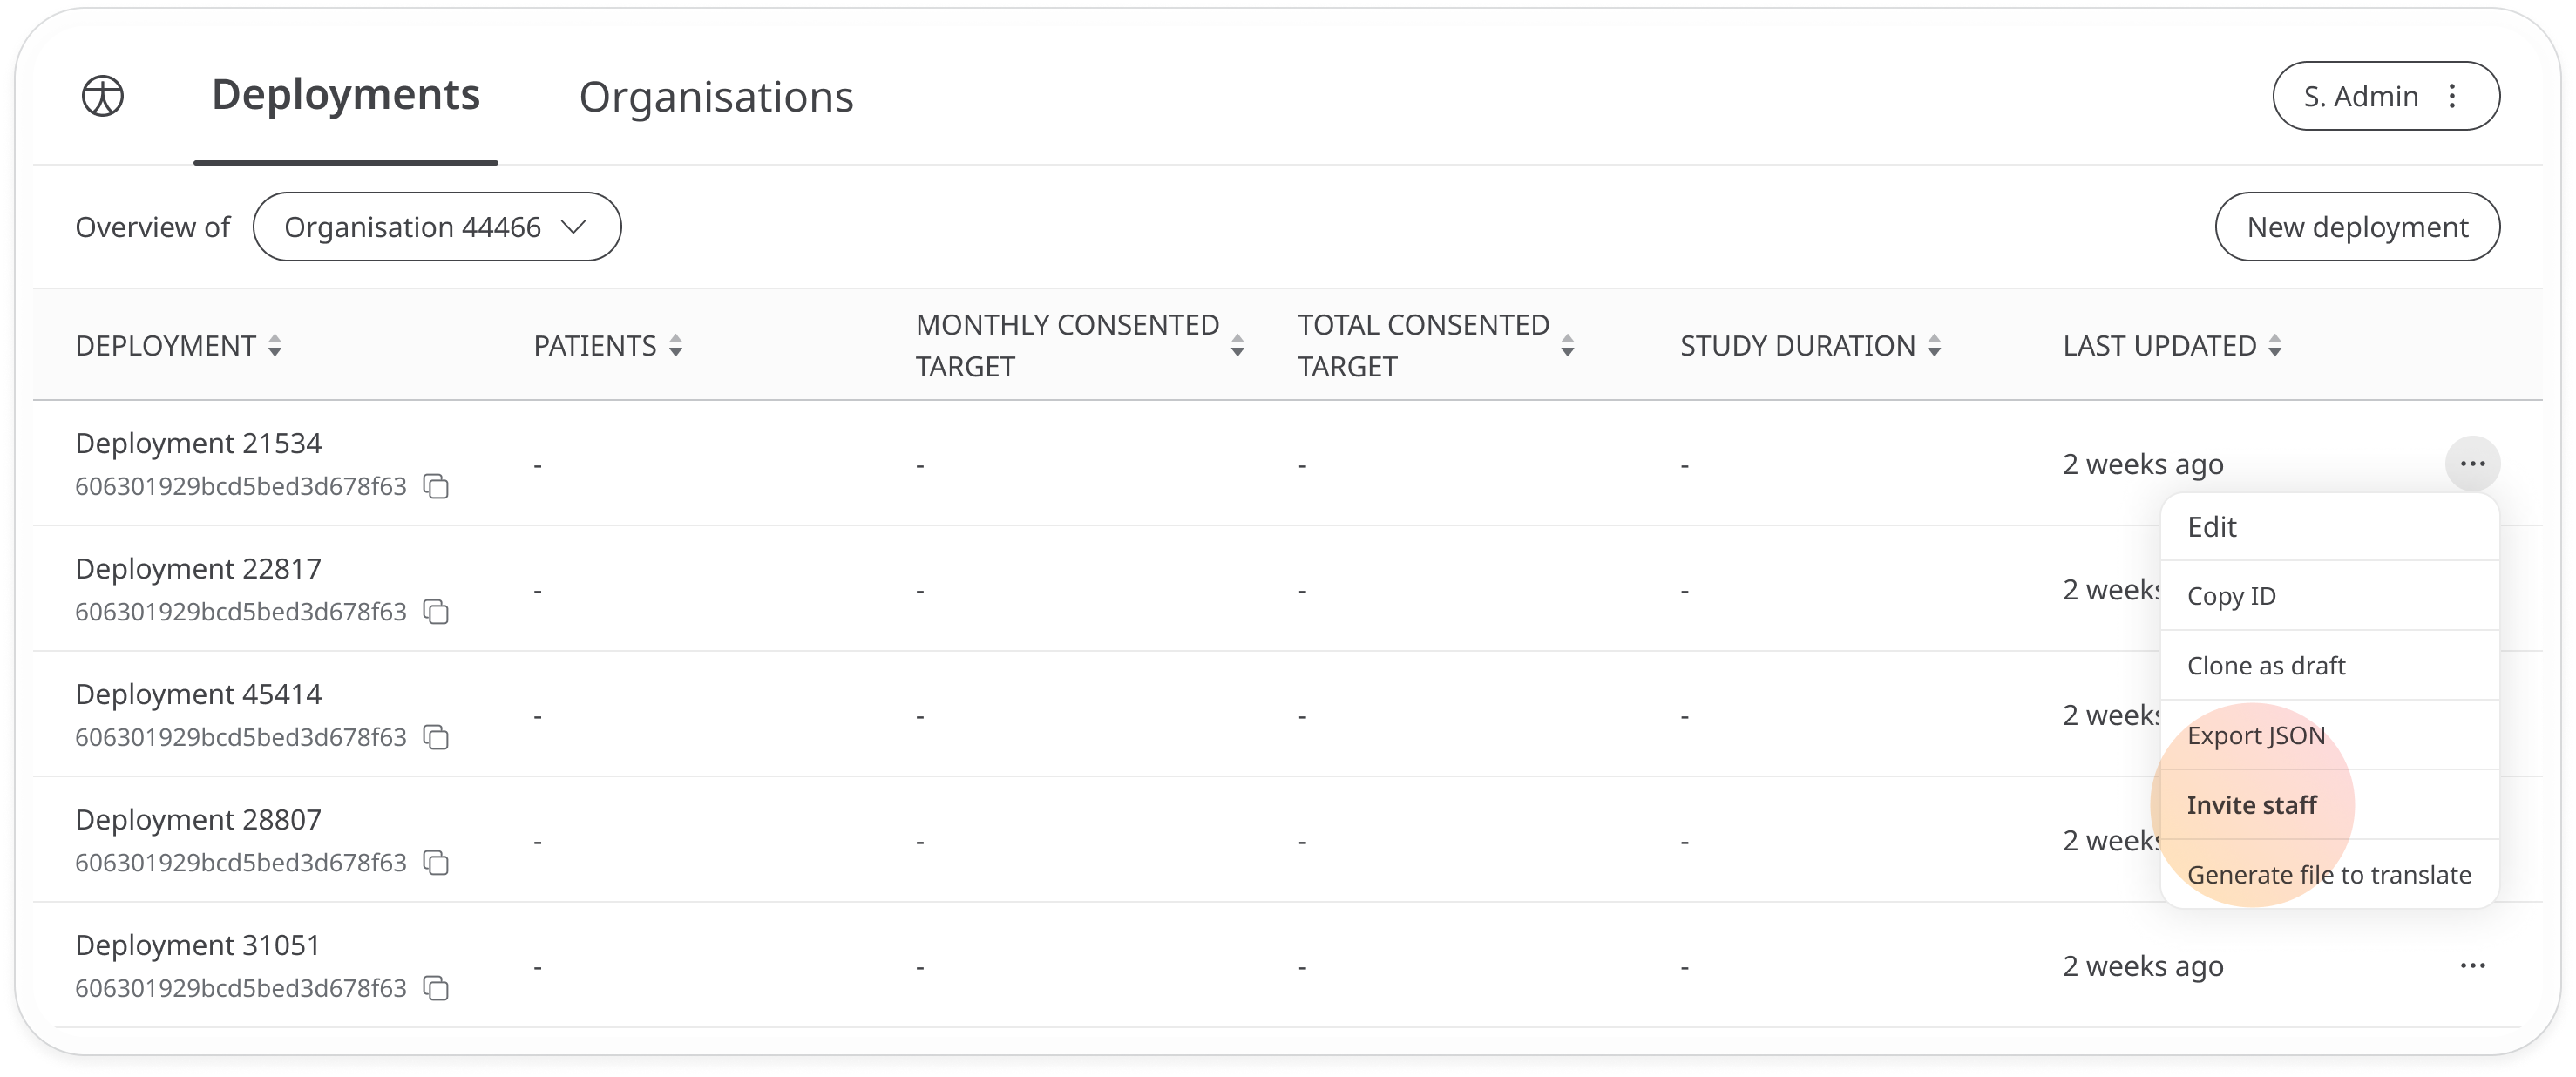 Deployments Organisations S. Admin
Overview of Organisation 44466 New deployment
DEPLOYMENT PATIENTS MONTHLY CONSENTED TARGET TOTAL CONSENTED TARGET STUDY DURATION LAST UPDATED
Deployment 21534
606301929bcd5bed3d678f63
- - - - 2 weeks ago
Edit
Copy ID
Clone as draft
Export JSON
Invite staff
Generate file to translate
Deployment 22817
606301929bcd5bed3d678f63
- - - - 2 weeks
Deployment 45414
606301929bcd5bed3d678f63
- - - - 2 weeks
Deployment 28807
606301929bcd5bed3d678f63
- - - - 2 weeks
Deployment 31051
606301929bcd5bed3d678f63
- - - - 2 weeks ago